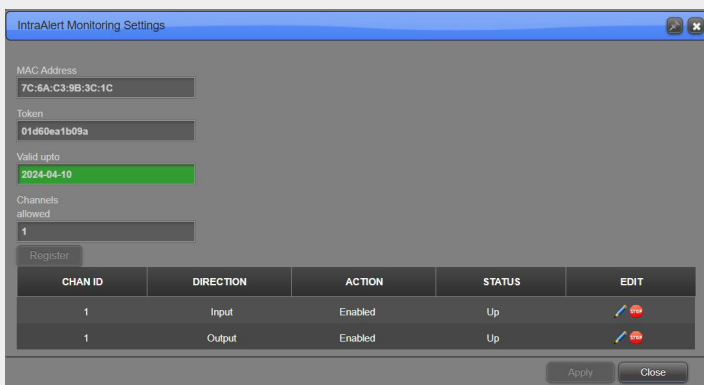 IntraAlert Monitoring Settings
MAC Address
7C:6A:C3:9B:3C:1C
Token
01d60ea1b09a
Valid upto
2024-04-10
Channels
allowed
1
Register
CHAN ID DIRECTION ACTION STATUS EDIT
1 Input Enabled Up STOP
1 Output Enabled Up STOP
Apply Close